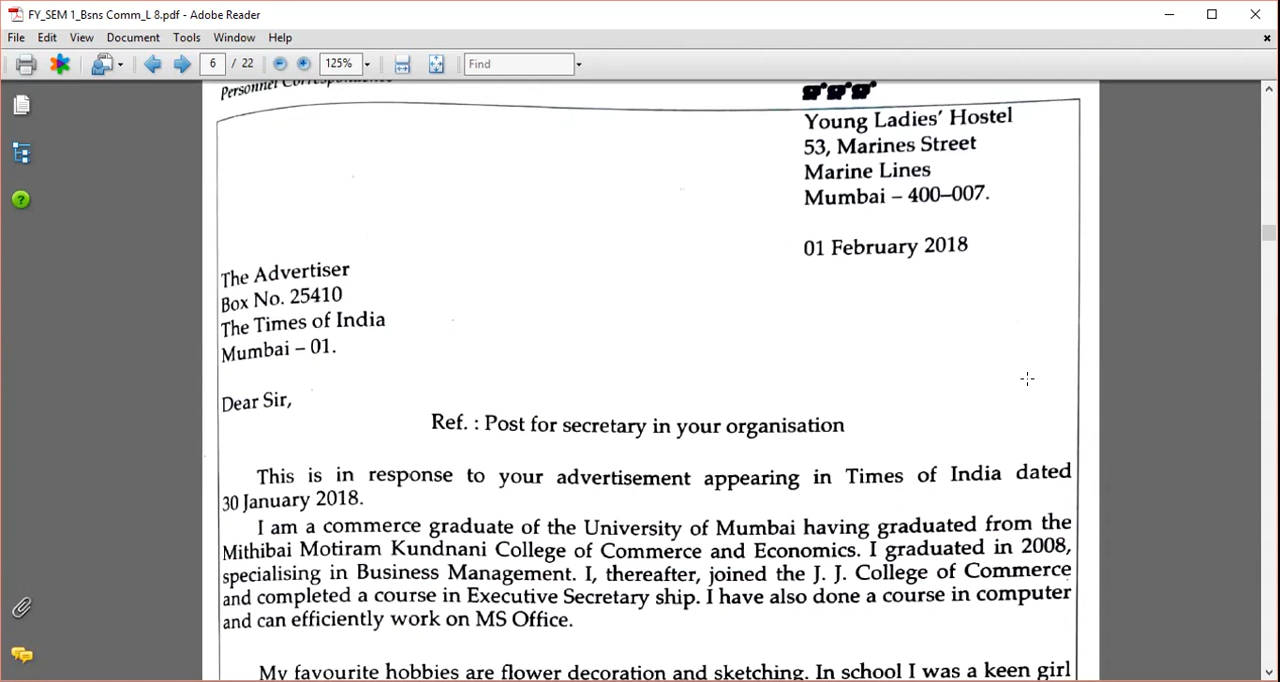 FY_SEM 1_Bsns Comm_L 8.pdf - Adobe Reader
File Edit View Document Tools Window Help
6 / 22 125% Find
Personnel Correspondence
Young Ladies' Hostel
53, Marines Street
Marine Lines
Mumbai – 400–007.
01 February 2018
The Advertiser
Box No. 25410
The Times of India
Mumbai – 01.
Dear Sir,
Ref. : Post for secretary in your organisation
This is in response to your advertisement appearing in Times of India dated
30 January 2018.
I am a commerce graduate of the University of Mumbai having graduated from the
Mithibai Motiram Kundnani College of Commerce and Economics. I graduated in 2008,
specialising in Business Management. I, thereafter, joined the J. J. College of Commerce
and completed a course in Executive Secretary ship. I have also done a course in computer
and can efficiently work on MS Office.
My favourite hobbies are flower decoration and sketching. In school I was a keen girl